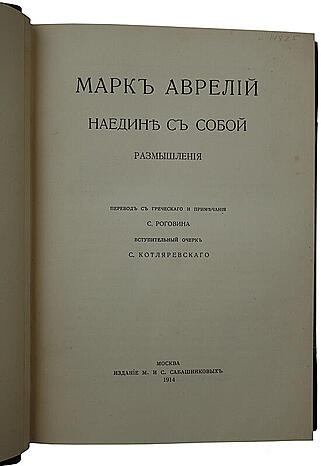 МАРКЪ АВРЕЛІЙ
НАЕДИНѢ СЪ СОБОЙ
РАЗМЫШЛЕНІЯ
ПЕРЕВОДЪ СЪ ГРЕЧЕСКАГО И ПРИМѢЧАНІЯ
С. РОГОВИНА
ВСТУПИТЕЛЬНЫЙ ОЧЕРКЪ
С. КОТЛЯРЕВСКАГО
МОСКВА
ИЗДАНІЕ М. И С. САБАШНИКОВЫХЪ
1914